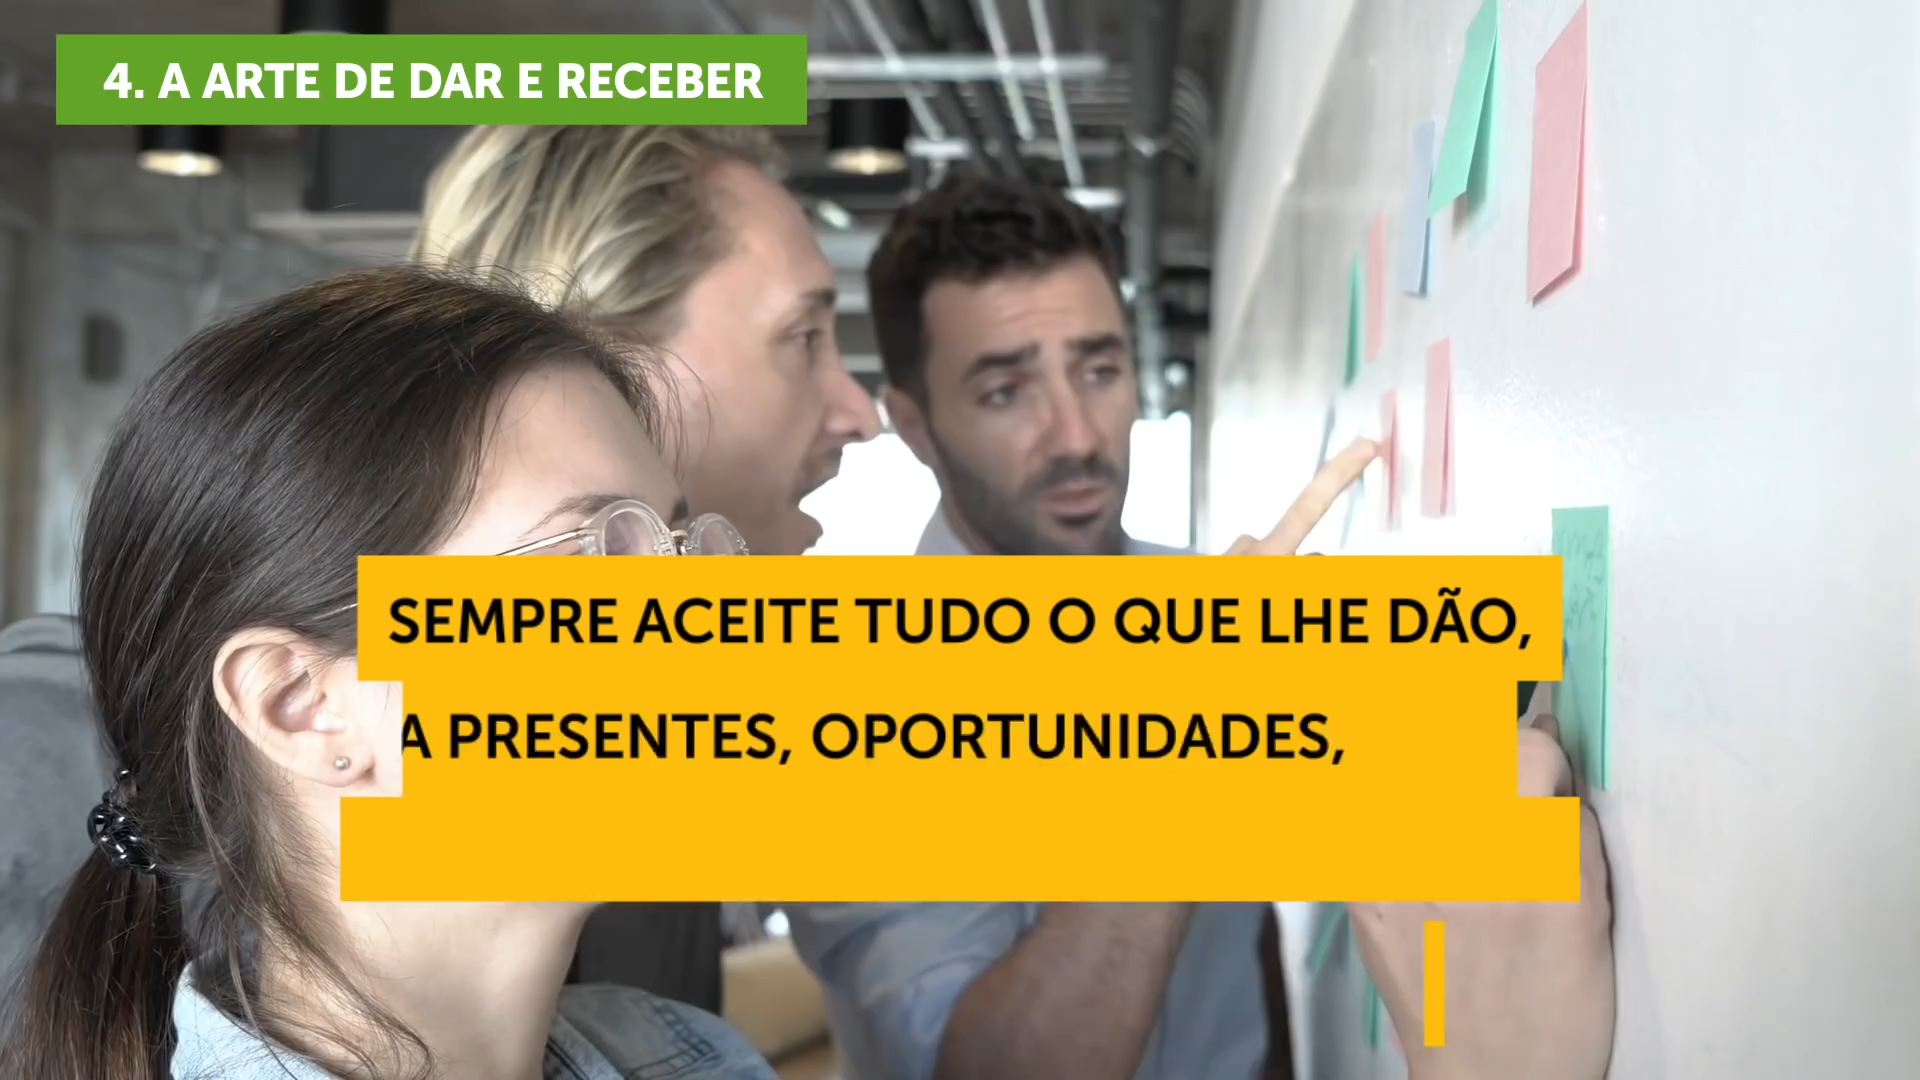 4. A ARTE DE DAR E RECEBER
SEMPRE ACEITE TUDO O QUE LHE DÃO,
A PRESENTES, OPORTUNIDADES,